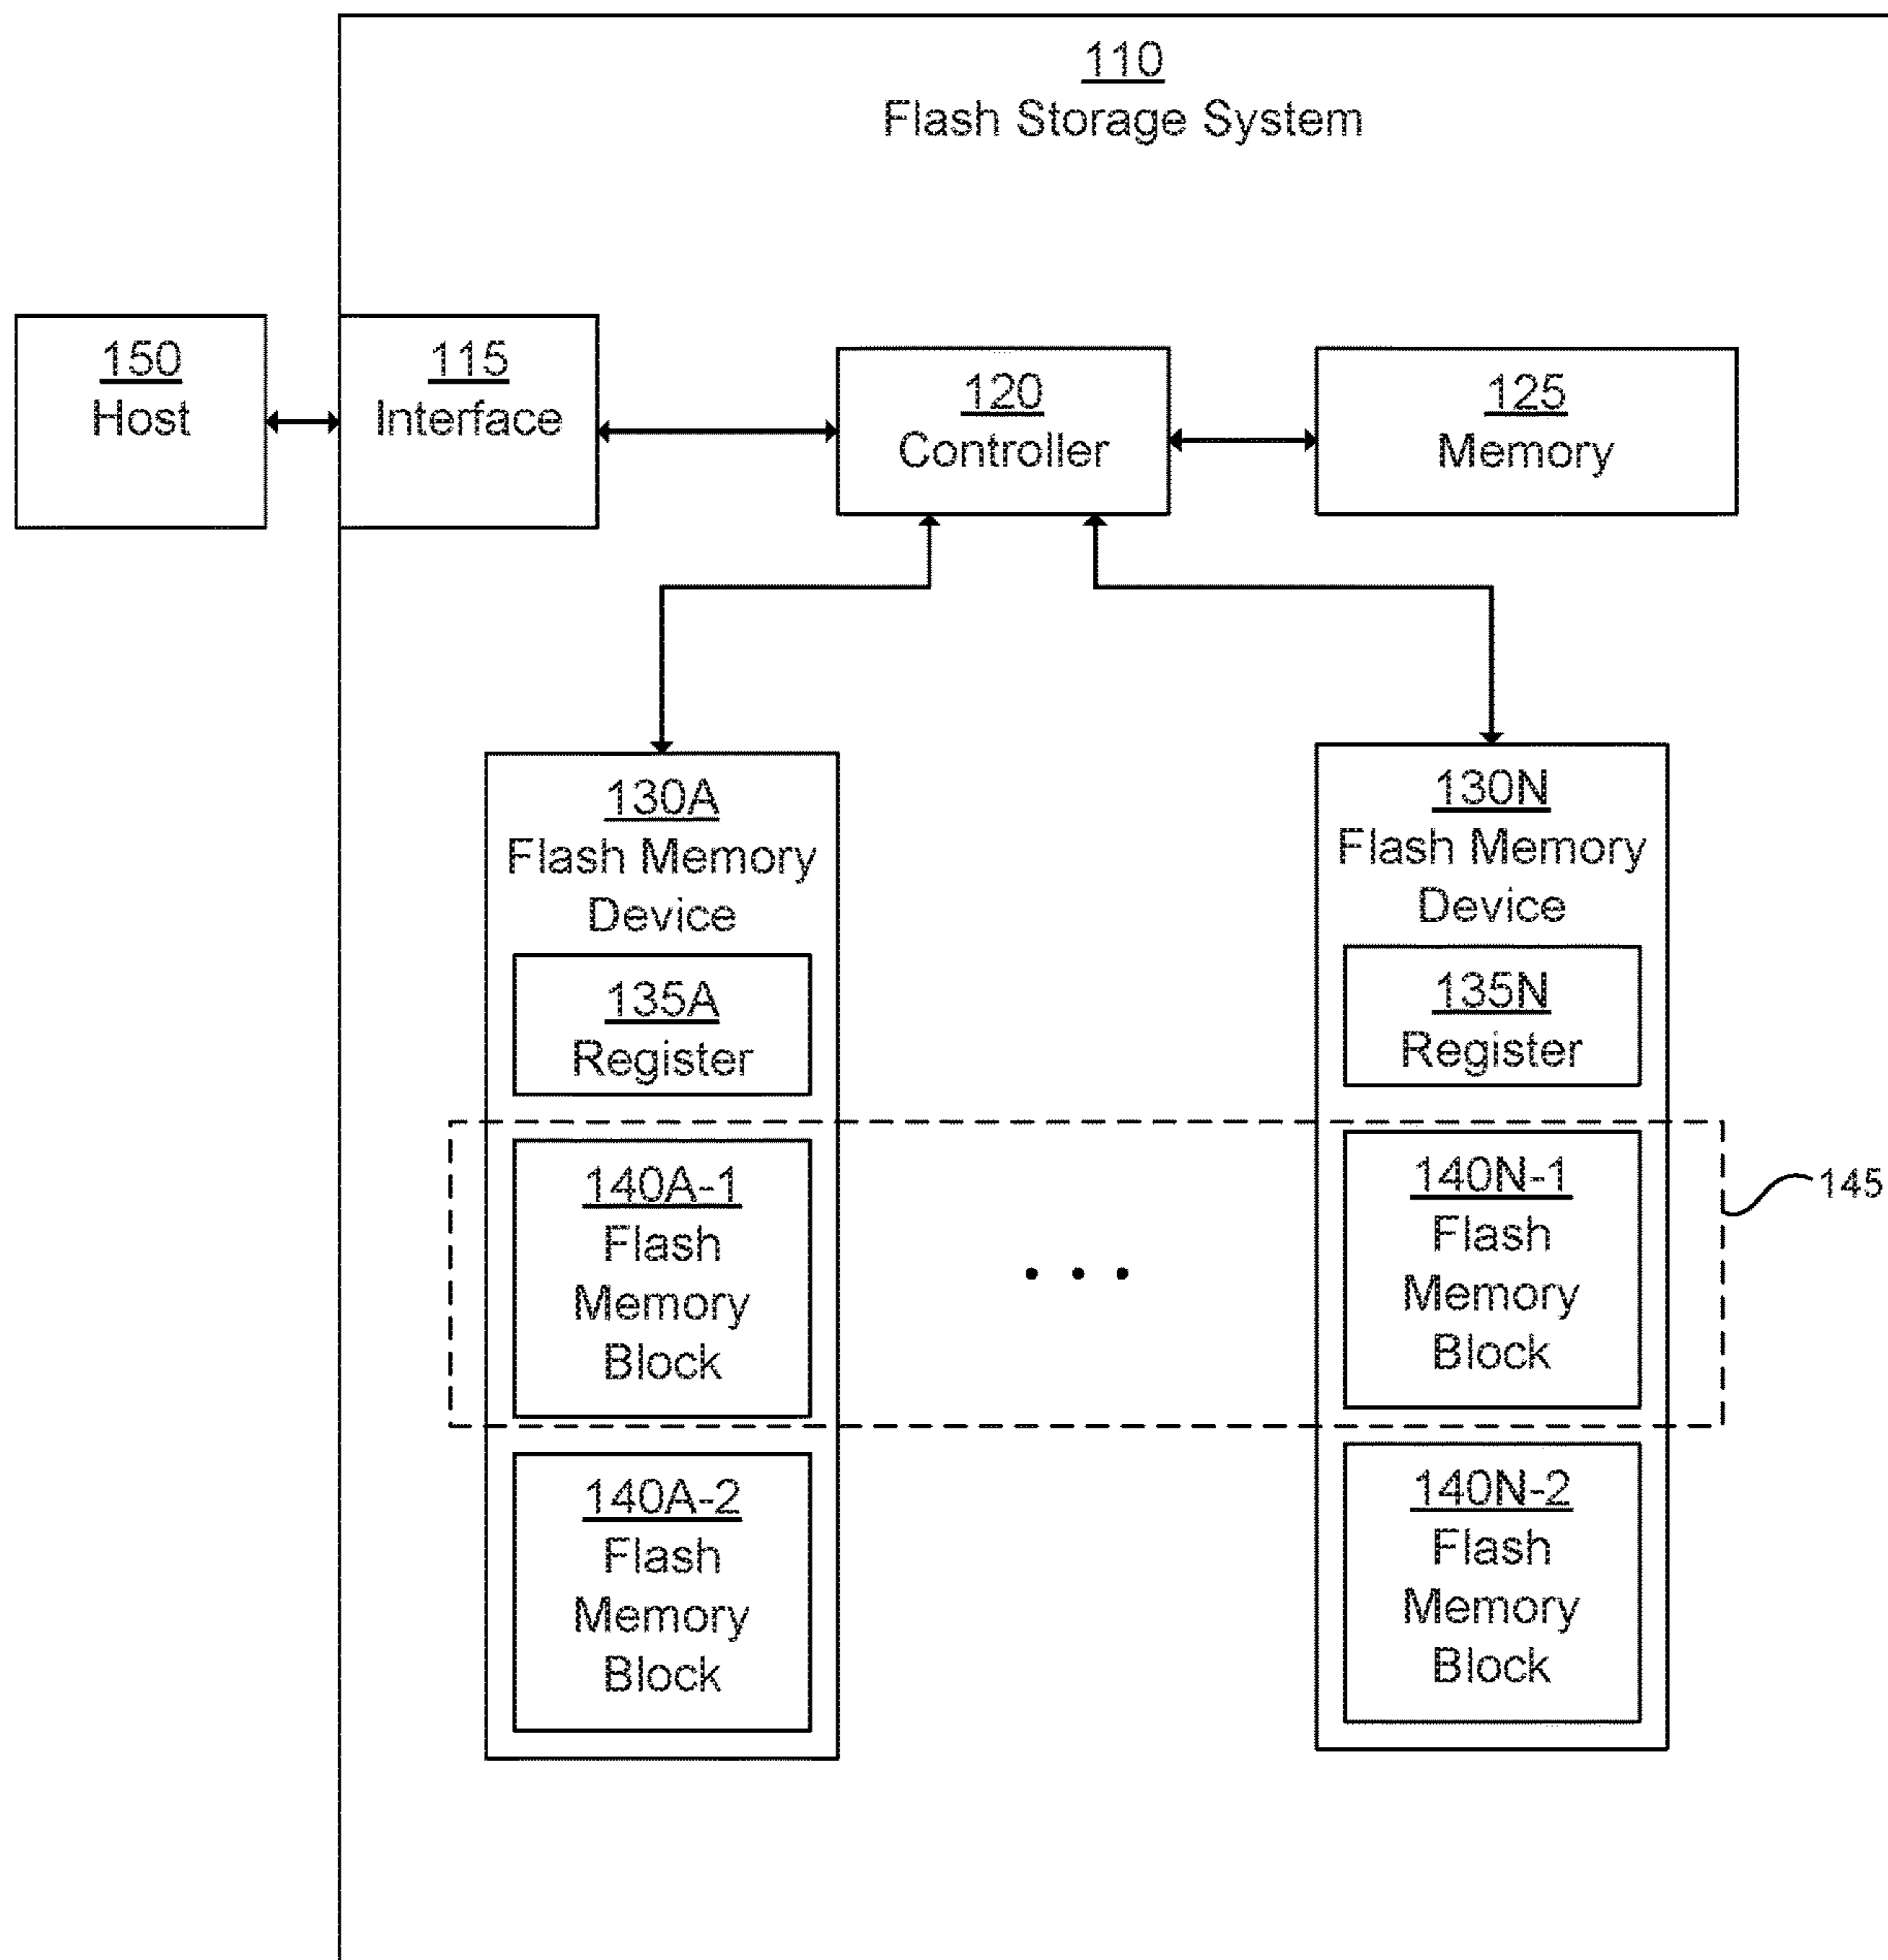 110
Flash Storage System
150
Host
115
Interface
120
Controller
125
Memory
130A
Flash Memory
Device
135A
Register
140A-1
Flash
Memory
Block
140A-2
Flash
Memory
Block
130N
Flash Memory
Device
135N
Register
140N-1
Flash
Memory
Block
140N-2
Flash
Memory
Block
. . .
145